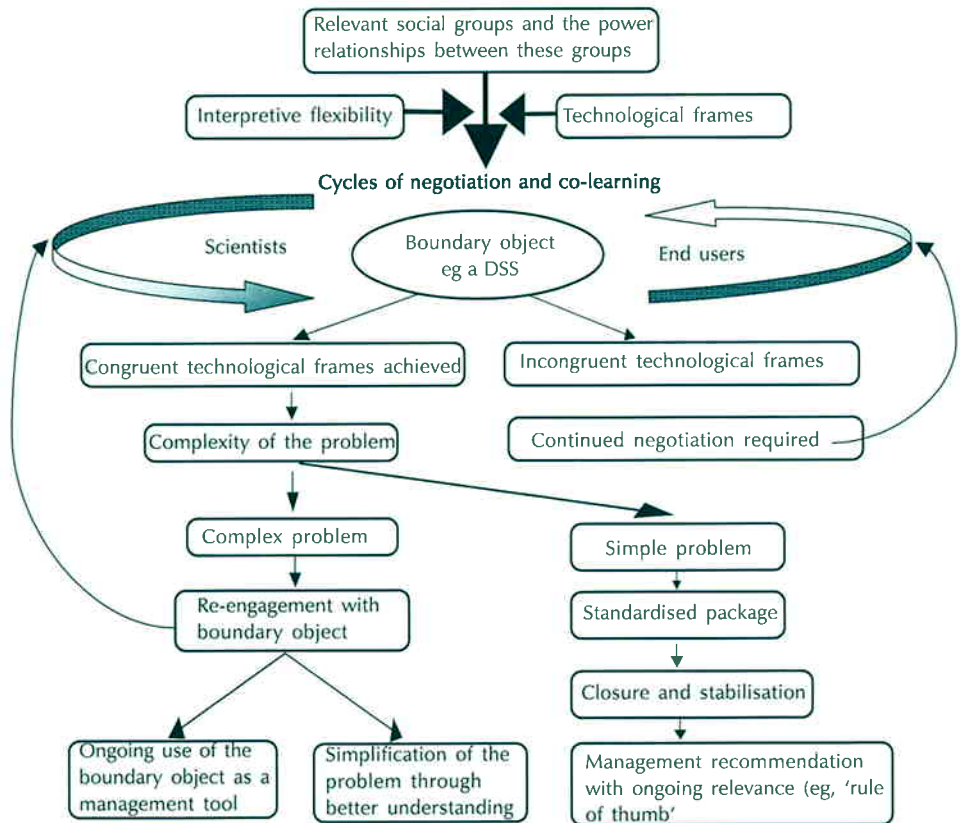 Relevant social groups and the power
relationships between these groups
Interpretive flexibility
Technological frames
Cycles of negotiation and co-learning
Scientists
Boundary object
eg a DSS
End users
Congruent technological frames achieved
Incongruent technological frames
Complexity of the problem
Continued negotiation required
Complex problem
Simple problem
Re-engagement with
boundary object
Standardised package
Closure and stabilisation
Ongoing use of the
boundary object as a
management tool
Simplification of the
problem through
better understanding
Management recommendation
with ongoing relevance (eg, ‘rule
of thumb’